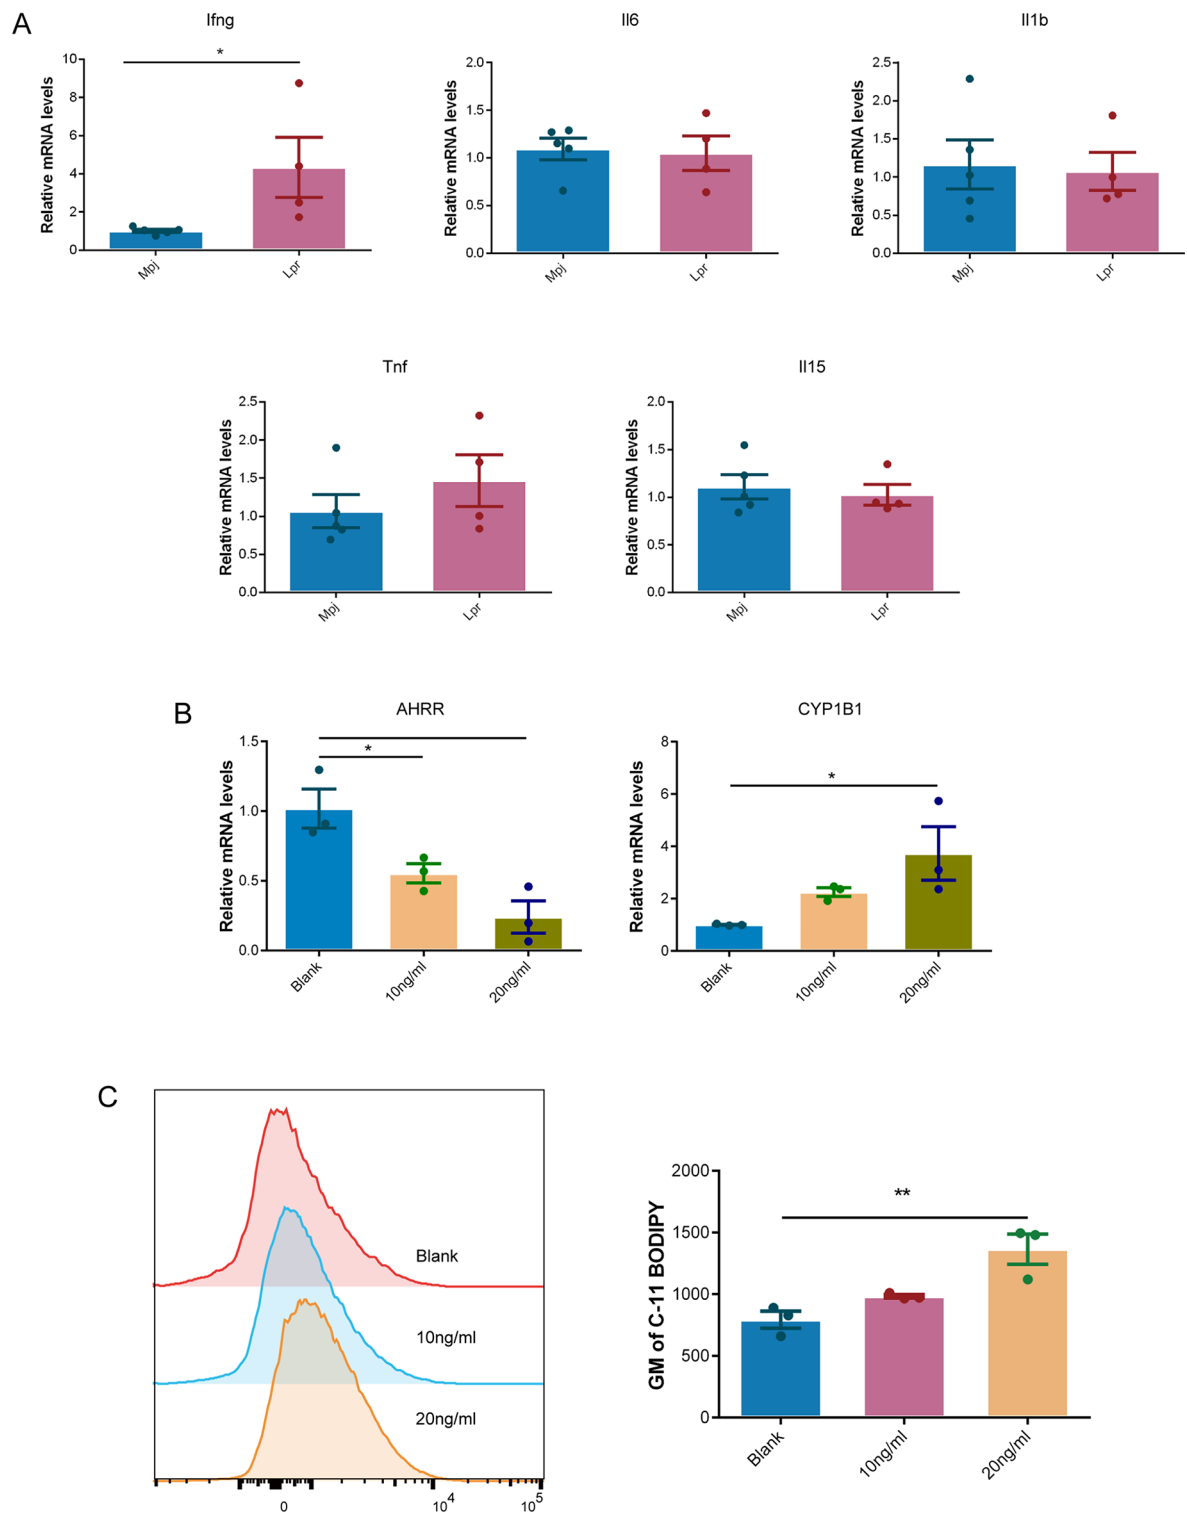 A
Ifng
Relative mRNA levels
10
8
6
4
2
0
*
Mpj
Lpr
Il6
Relative mRNA levels
2.0
1.5
1.0
0.5
0.0
Mpj
Lpr
Il1b
Relative mRNA levels
2.5
2.0
1.5
1.0
0.5
0.0
Mpj
Lpr
Tnf
Relative mRNA levels
2.5
2.0
1.5
1.0
0.5
0.0
Mpj
Lpr
Il15
Relative mRNA levels
2.0
1.5
1.0
0.5
0.0
Mpj
Lpr
B
AHRR
Relative mRNA levels
1.5
1.0
0.5
0.0
*
Blank
10ng/ml
20ng/ml
CYP1B1
Relative mRNA levels
8
6
4
2
0
*
Blank
10ng/ml
20ng/ml
C
Blank
10ng/ml
20ng/ml
0
10^4
10^5
GM of C-11 BODIPY
2000
1500
1000
500
0
**
Blank
10ng/ml
20ng/ml